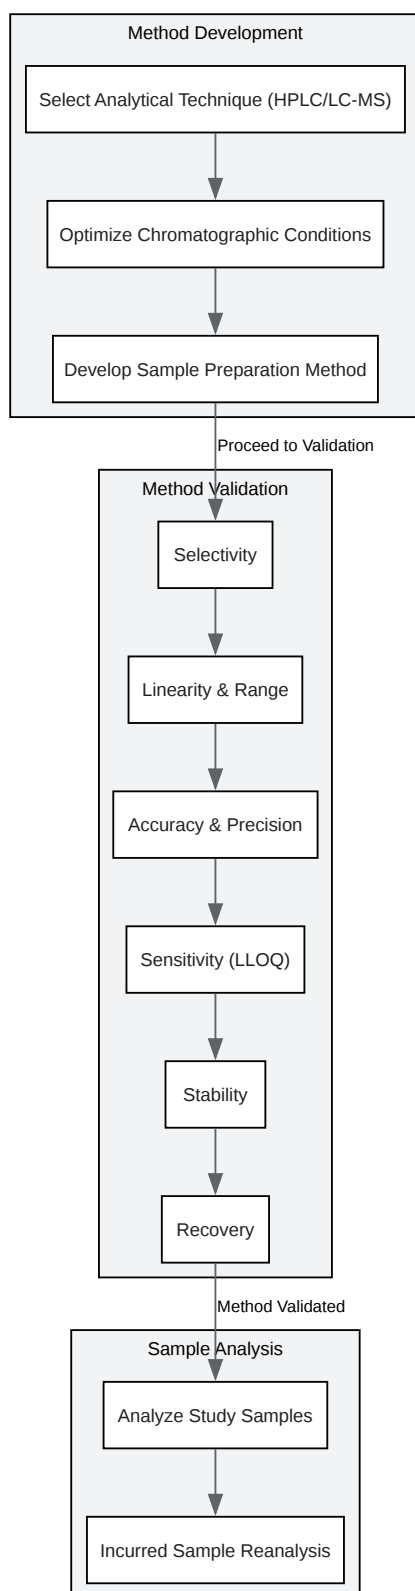 Method Development
Select Analytical Technique (HPLC/LC-MS)
Optimize Chromatographic Conditions
Develop Sample Preparation Method
Proceed to Validation
Method Validation
Selectivity
Linearity & Range
Accuracy & Precision
Sensitivity (LLOQ)
Stability
Recovery
Method Validated
Sample Analysis
Analyze Study Samples
Incurred Sample Reanalysis